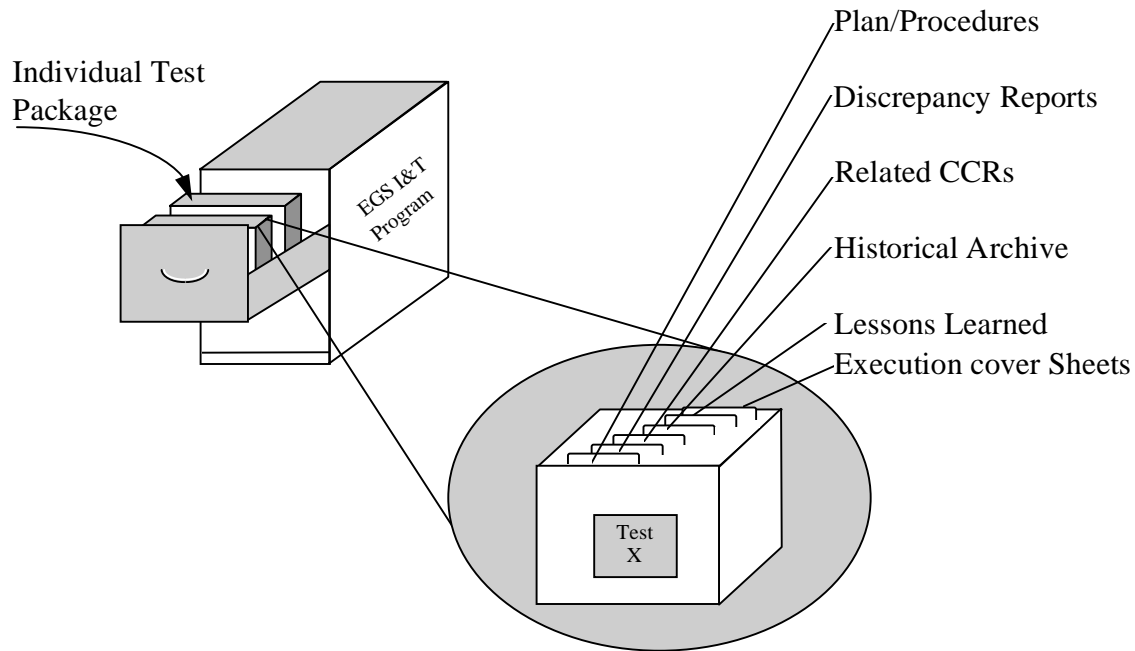 Individual Test
Package
EGS I&T
Program
Plan/Procedures
Discrepancy Reports
Related CCRs
Historical Archive
Lessons Learned
Execution cover Sheets
Test
X